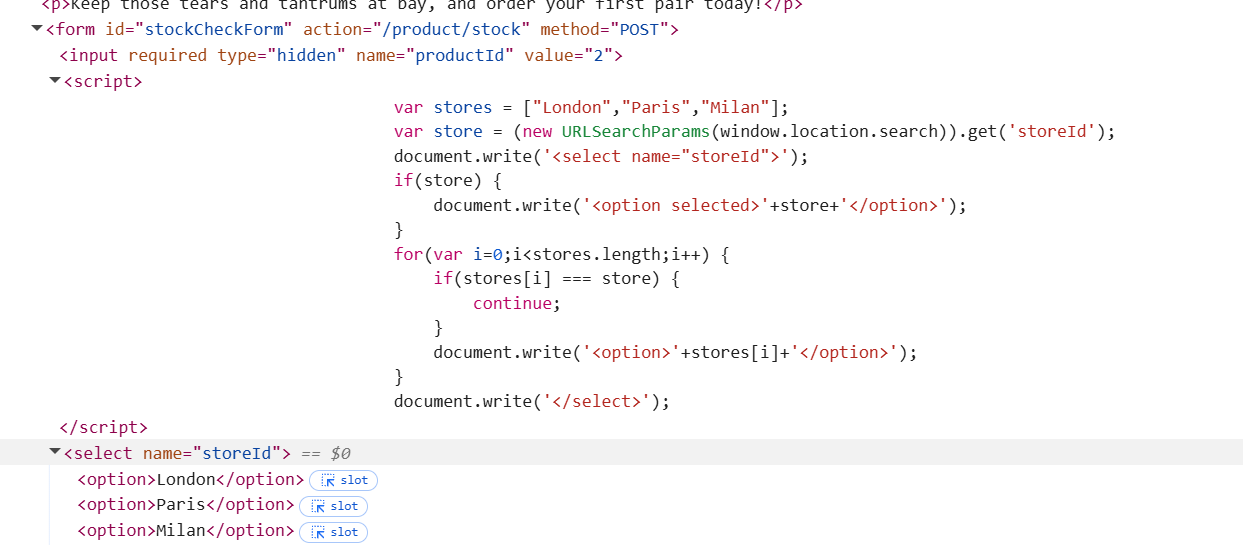 <p>Keep those tears and tantrums at bay, and order your first pair today!</p>
<form id="stockCheckForm" action="/product/stock" method="POST">
<input required type="hidden" name="productId" value="2">
<script>
var stores = ["London","Paris","Milan"];
var store = (new URLSearchParams(window.location.search)).get('storeId');
document.write('<select name="storeId">');
if(store) {
document.write('<option selected>'+store+'</option>');
}
for(var i=0;i<stores.length;i++) {
if(stores[i] === store) {
continue;
}
document.write('<option>'+stores[i]+'</option>');
}
document.write('</select>');
</script>
<select name="storeId"> == $0
<option>London</option> slot
<option>Paris</option> slot
<option>Milan</option> slot